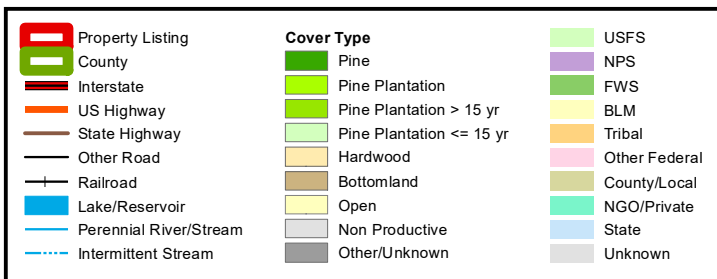 Property Listing
County
Interstate
US Highway
State Highway
Other Road
Railroad
Lake/Reservoir
Perennial River/Stream
Intermittent Stream
Cover Type
Pine
Pine Plantation
Pine Plantation > 15 yr
Pine Plantation <= 15 yr
Hardwood
Bottomland
Open
Non Productive
Other/Unknown
USFS
NPS
FWS
BLM
Tribal
Other Federal
County/Local
NGO/Private
State
Unknown